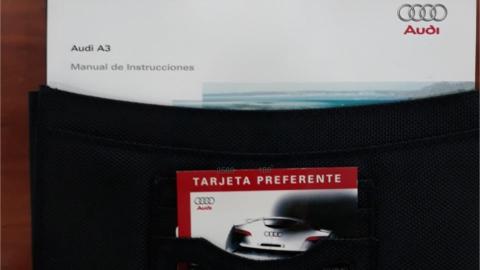 Audi
Audi A3
Manual de Instrucciones
TARJETA PREFERENTE
Audi